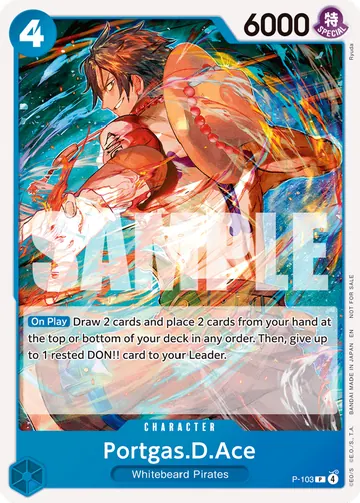 4
6000
特
SPECIAL
Ryuda
SAMPLE
On Play Draw 2 cards and place 2 cards from your hand at
the top or bottom of your deck in any order. Then, give up
to 1 rested DON!! card to your Leader.
CHARACTER
Portgas.D.Ace
Whitebeard Pirates
P-103 P 4
©E/S ©E.O./S., T.A. BANDAI MADE IN JAPAN EN NOT FOR SALE